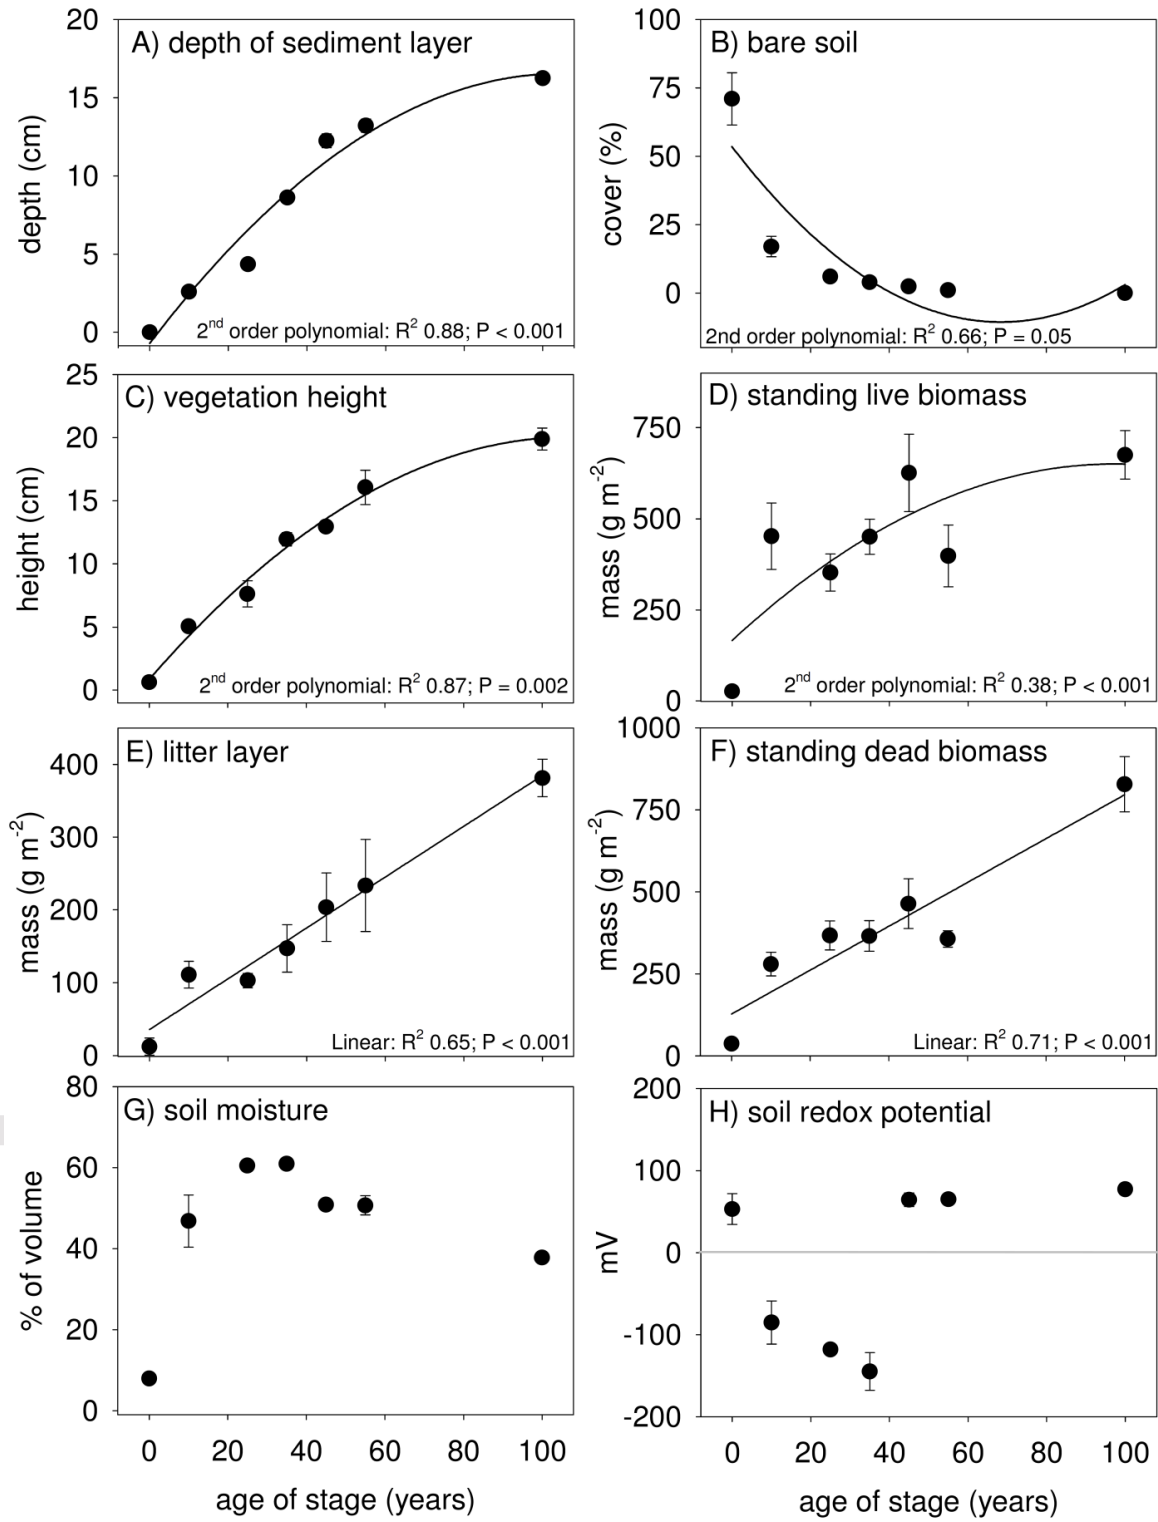 A) depth of sediment layer
20
15
10
5
0
depth (cm)
2nd order polynomial: R2 0.88; P < 0.001
B) bare soil
100
75
50
25
0
cover (%)
2nd order polynomial: R2 0.66; P = 0.05
C) vegetation height
25
20
15
10
5
0
height (cm)
2nd order polynomial: R2 0.87; P = 0.002
D) standing live biomass
750
500
250
0
mass (g m-2)
2nd order polynomial: R2 0.38; P < 0.001
E) litter layer
400
300
200
100
0
mass (g m-2)
Linear: R2 0.65; P < 0.001
F) standing dead biomass
1000
750
500
250
0
mass (g m-2)
Linear: R2 0.71; P < 0.001
G) soil moisture
80
60
40
20
0
% of volume
0 20 40 60 80 100
age of stage (years)
H) soil redox potential
200
100
0
-100
-200
mV
0 20 40 60 80 100
age of stage (years)